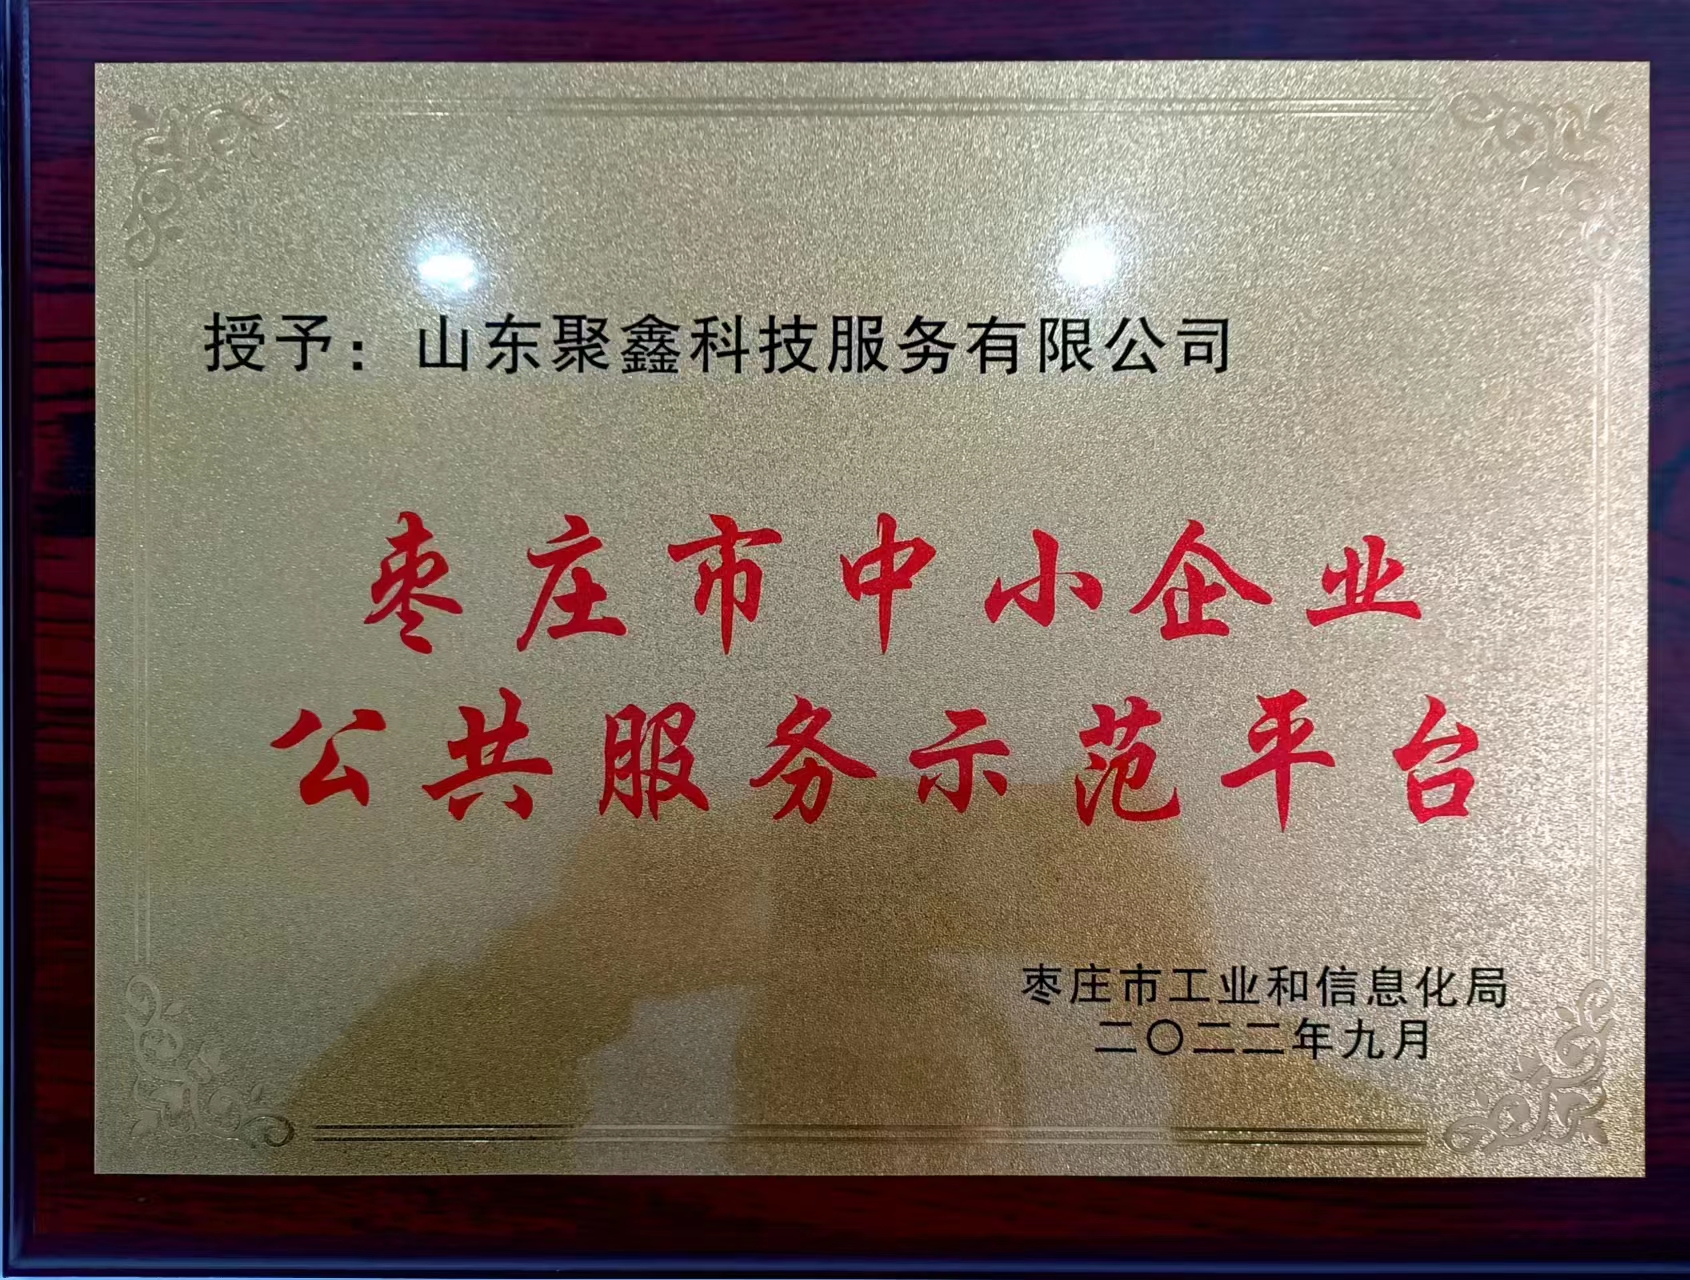 授予：山东聚鑫科技服务有限公司
枣庄市中小企业
公共服务示范平台
枣庄市工业和信息化局
二〇二二年九月